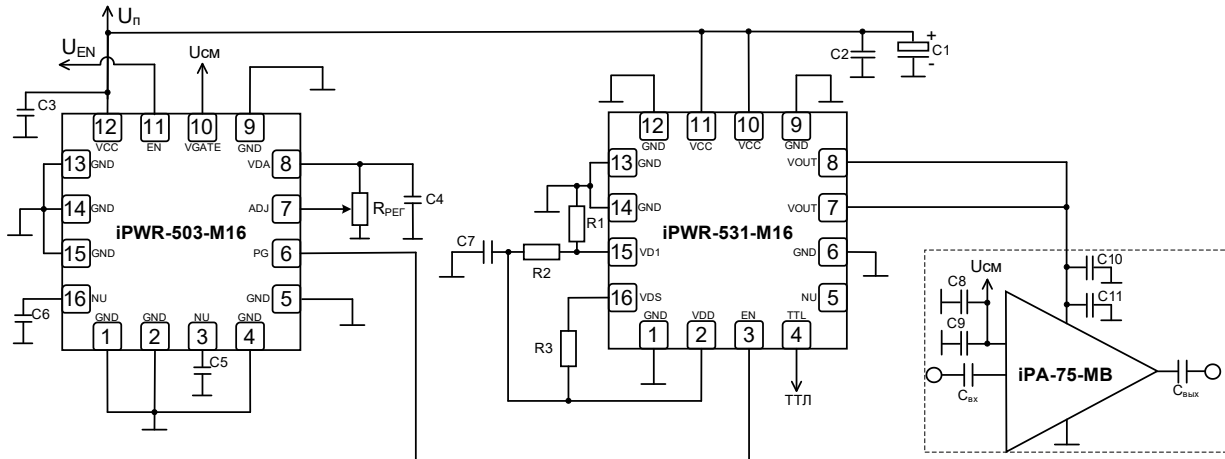 Uп
UEN
Uсм
C3
12
VCC
11
EN
10
VGATE
9
GND
13
GND
14
GND
15
GND
16
NU
8
VDA
7
ADJ
6
PG
5
GND
iPWR-503-M16
RРЕГ
C4
C6
GND
1
GND
2
NU
3
GND
4
C5
C2
+
C1
-
12
GND
11
VCC
10
VCC
9
GND
13
GND
14
GND
15
VD1
16
VDS
VOUT
8
VOUT
7
GND
6
NU
5
iPWR-531-M16
R1
C7
R2
R3
GND
1
VDD
2
EN
3
TTL
4
ТТЛ
Uсм
C8
C9
C10
C11
iPA-75-MB
Cвх
Cвых